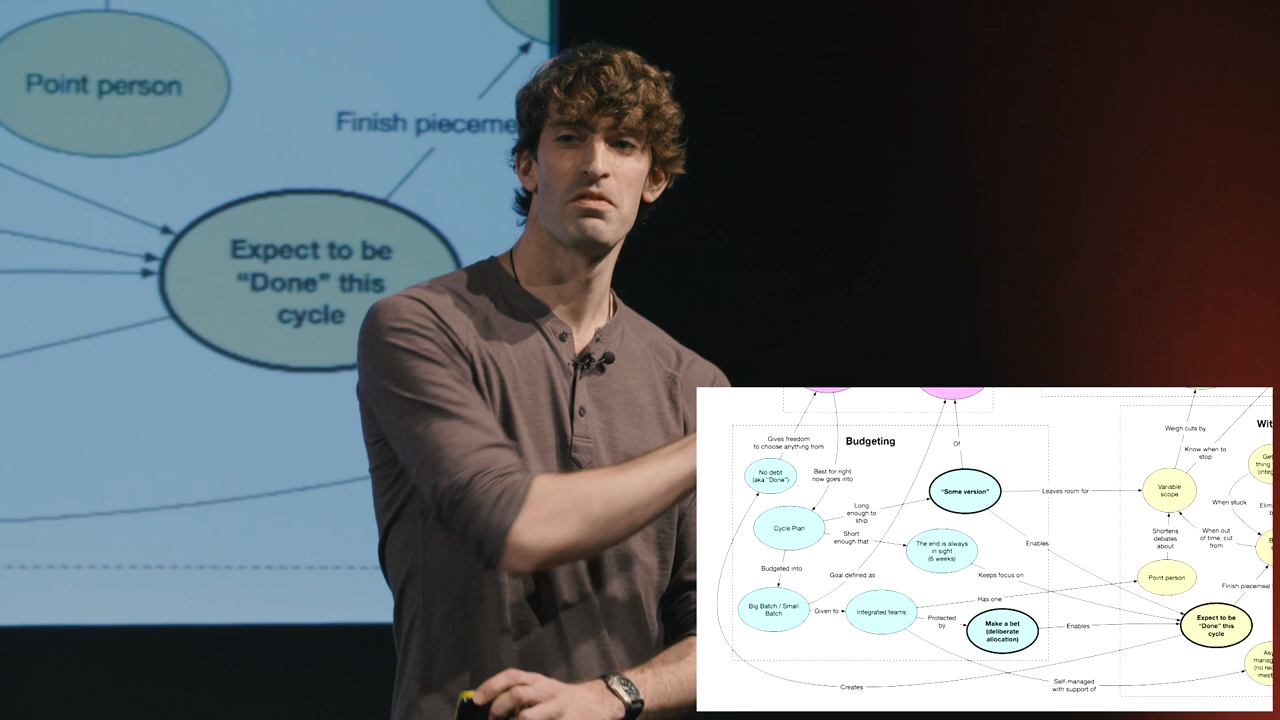 Point person
Finish pieceme
Expect to be
“Done” this
cycle
Budgeting
Gives freedom
to choose anything from
Of
No debt
(aka “Done”)
Best for right
now goes into
“Some version”
Leaves room for
Long
enough to
ship
Cycle Plan
Short
enough that
The end is always
in sight
(6 weeks)
Enables
Budgeted into
Goal defined as
Keeps focus on
Big Batch / Small
Batch
Given to
Integrated teams
Has one
Protected
by
Make a bet
(deliberate
allocation)
Enables
Creates
Self-managed
with support of
Weigh outs by
Know when to
stop
Variable
scope
When stuck
Shortens
debates
about
When out
of time, cut
from
Point person
Finish piecemeal
Expect to be
“Done” this
cycle